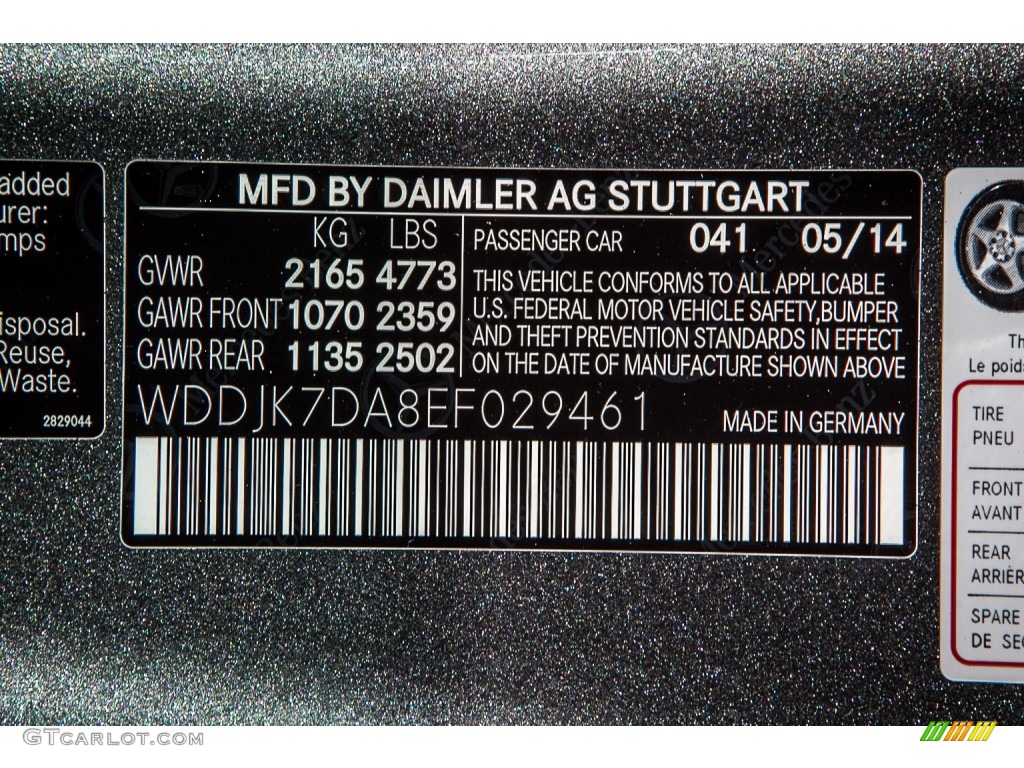 added
urer:
mps
isposal.
Reuse,
Waste.
2829044
MFD BY DAIMLER AG STUTTGART
KG LBS
GVWR 2165 4773
GAWR FRONT 1070 2359
GAWR REAR 1135 2502
PASSENGER CAR 041 05/14
THIS VEHICLE CONFORMS TO ALL APPLICABLE
U.S. FEDERAL MOTOR VEHICLE SAFETY,BUMPER
AND THEFT PREVENTION STANDARDS IN EFFECT
ON THE DATE OF MANUFACTURE SHOWN ABOVE
WDDJK7DA8EF029461
MADE IN GERMANY
Th
Le poids
TIRE
PNEU
FRONT
AVANT
REAR
ARRIÈR
SPARE
DE SEC
GTcarlot.com